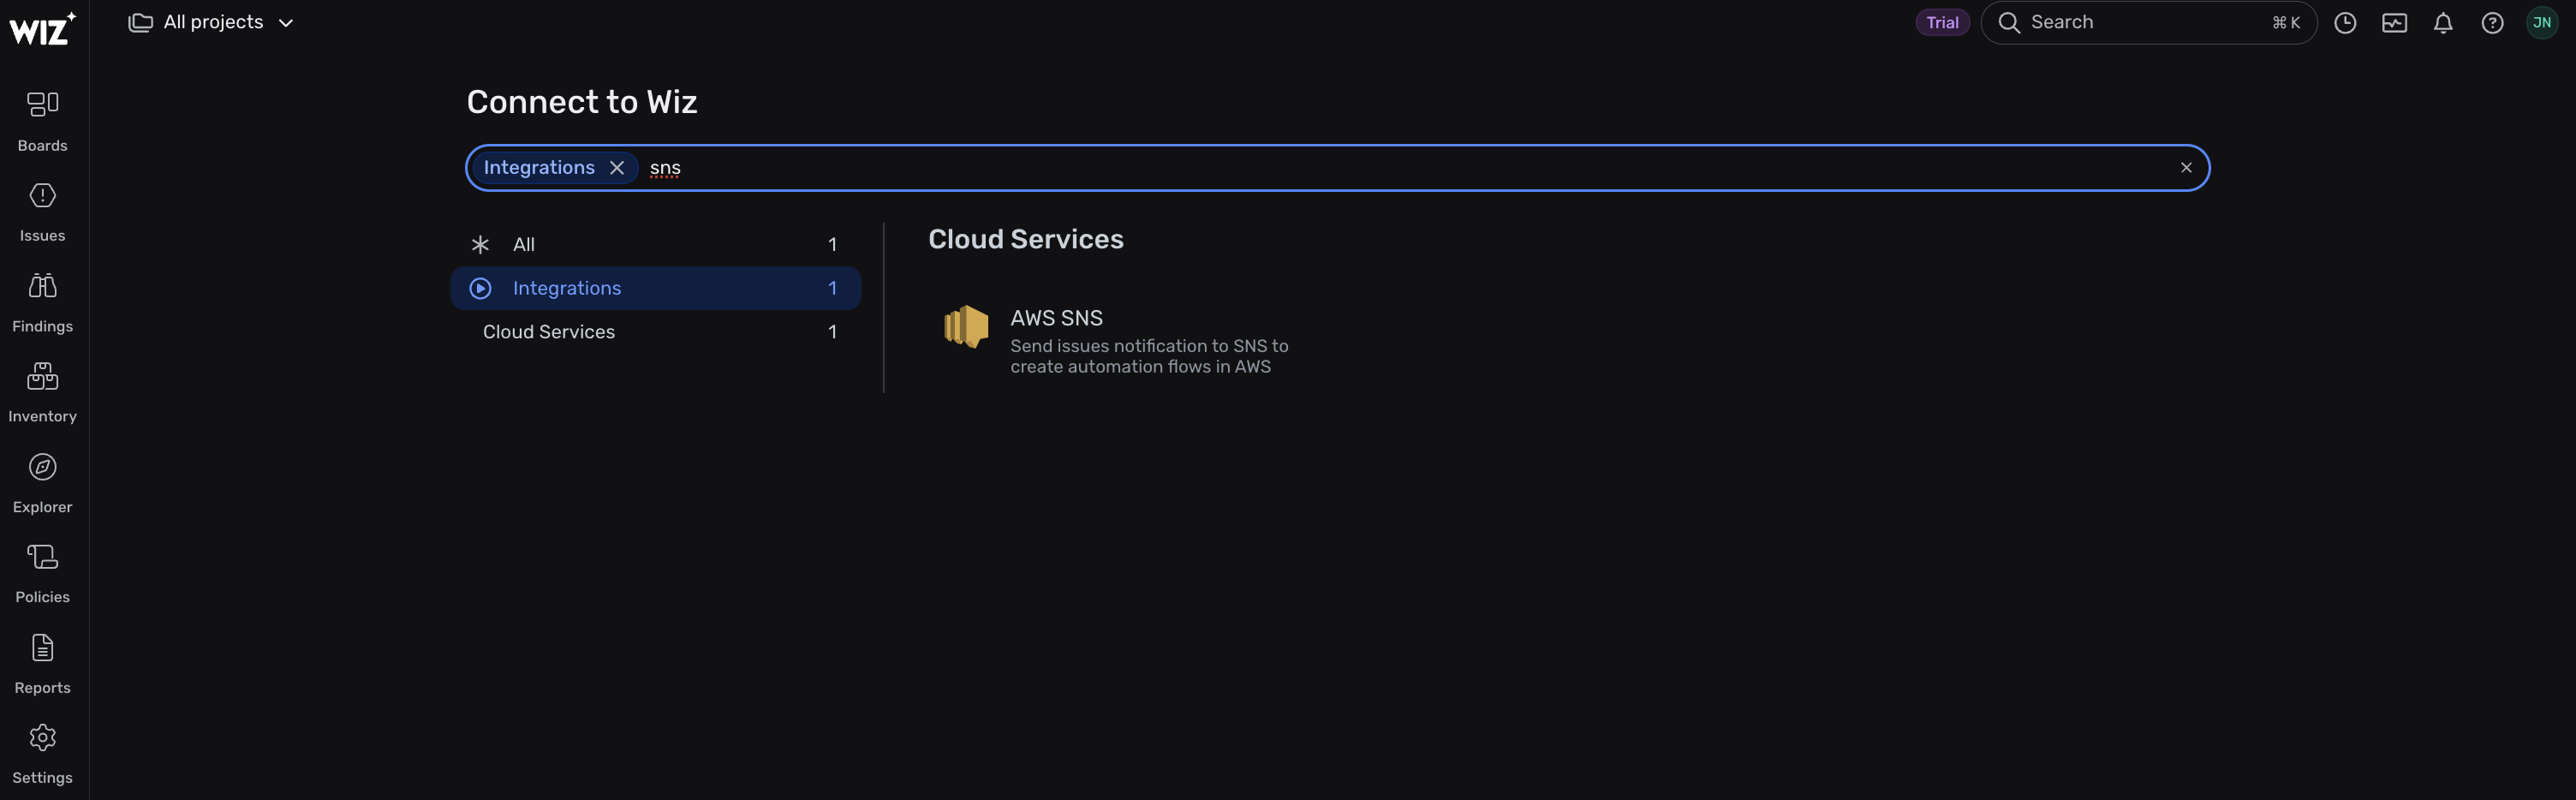 WIZ
All projects
Trial
Search
⌘ K
JN
Boards
Issues
Findings
Inventory
Explorer
Policies
Reports
Settings
Connect to Wiz
Integrations
sns
All 1
Integrations 1
Cloud Services 1
Cloud Services
AWS SNS
Send issues notification to SNS to
create automation flows in AWS